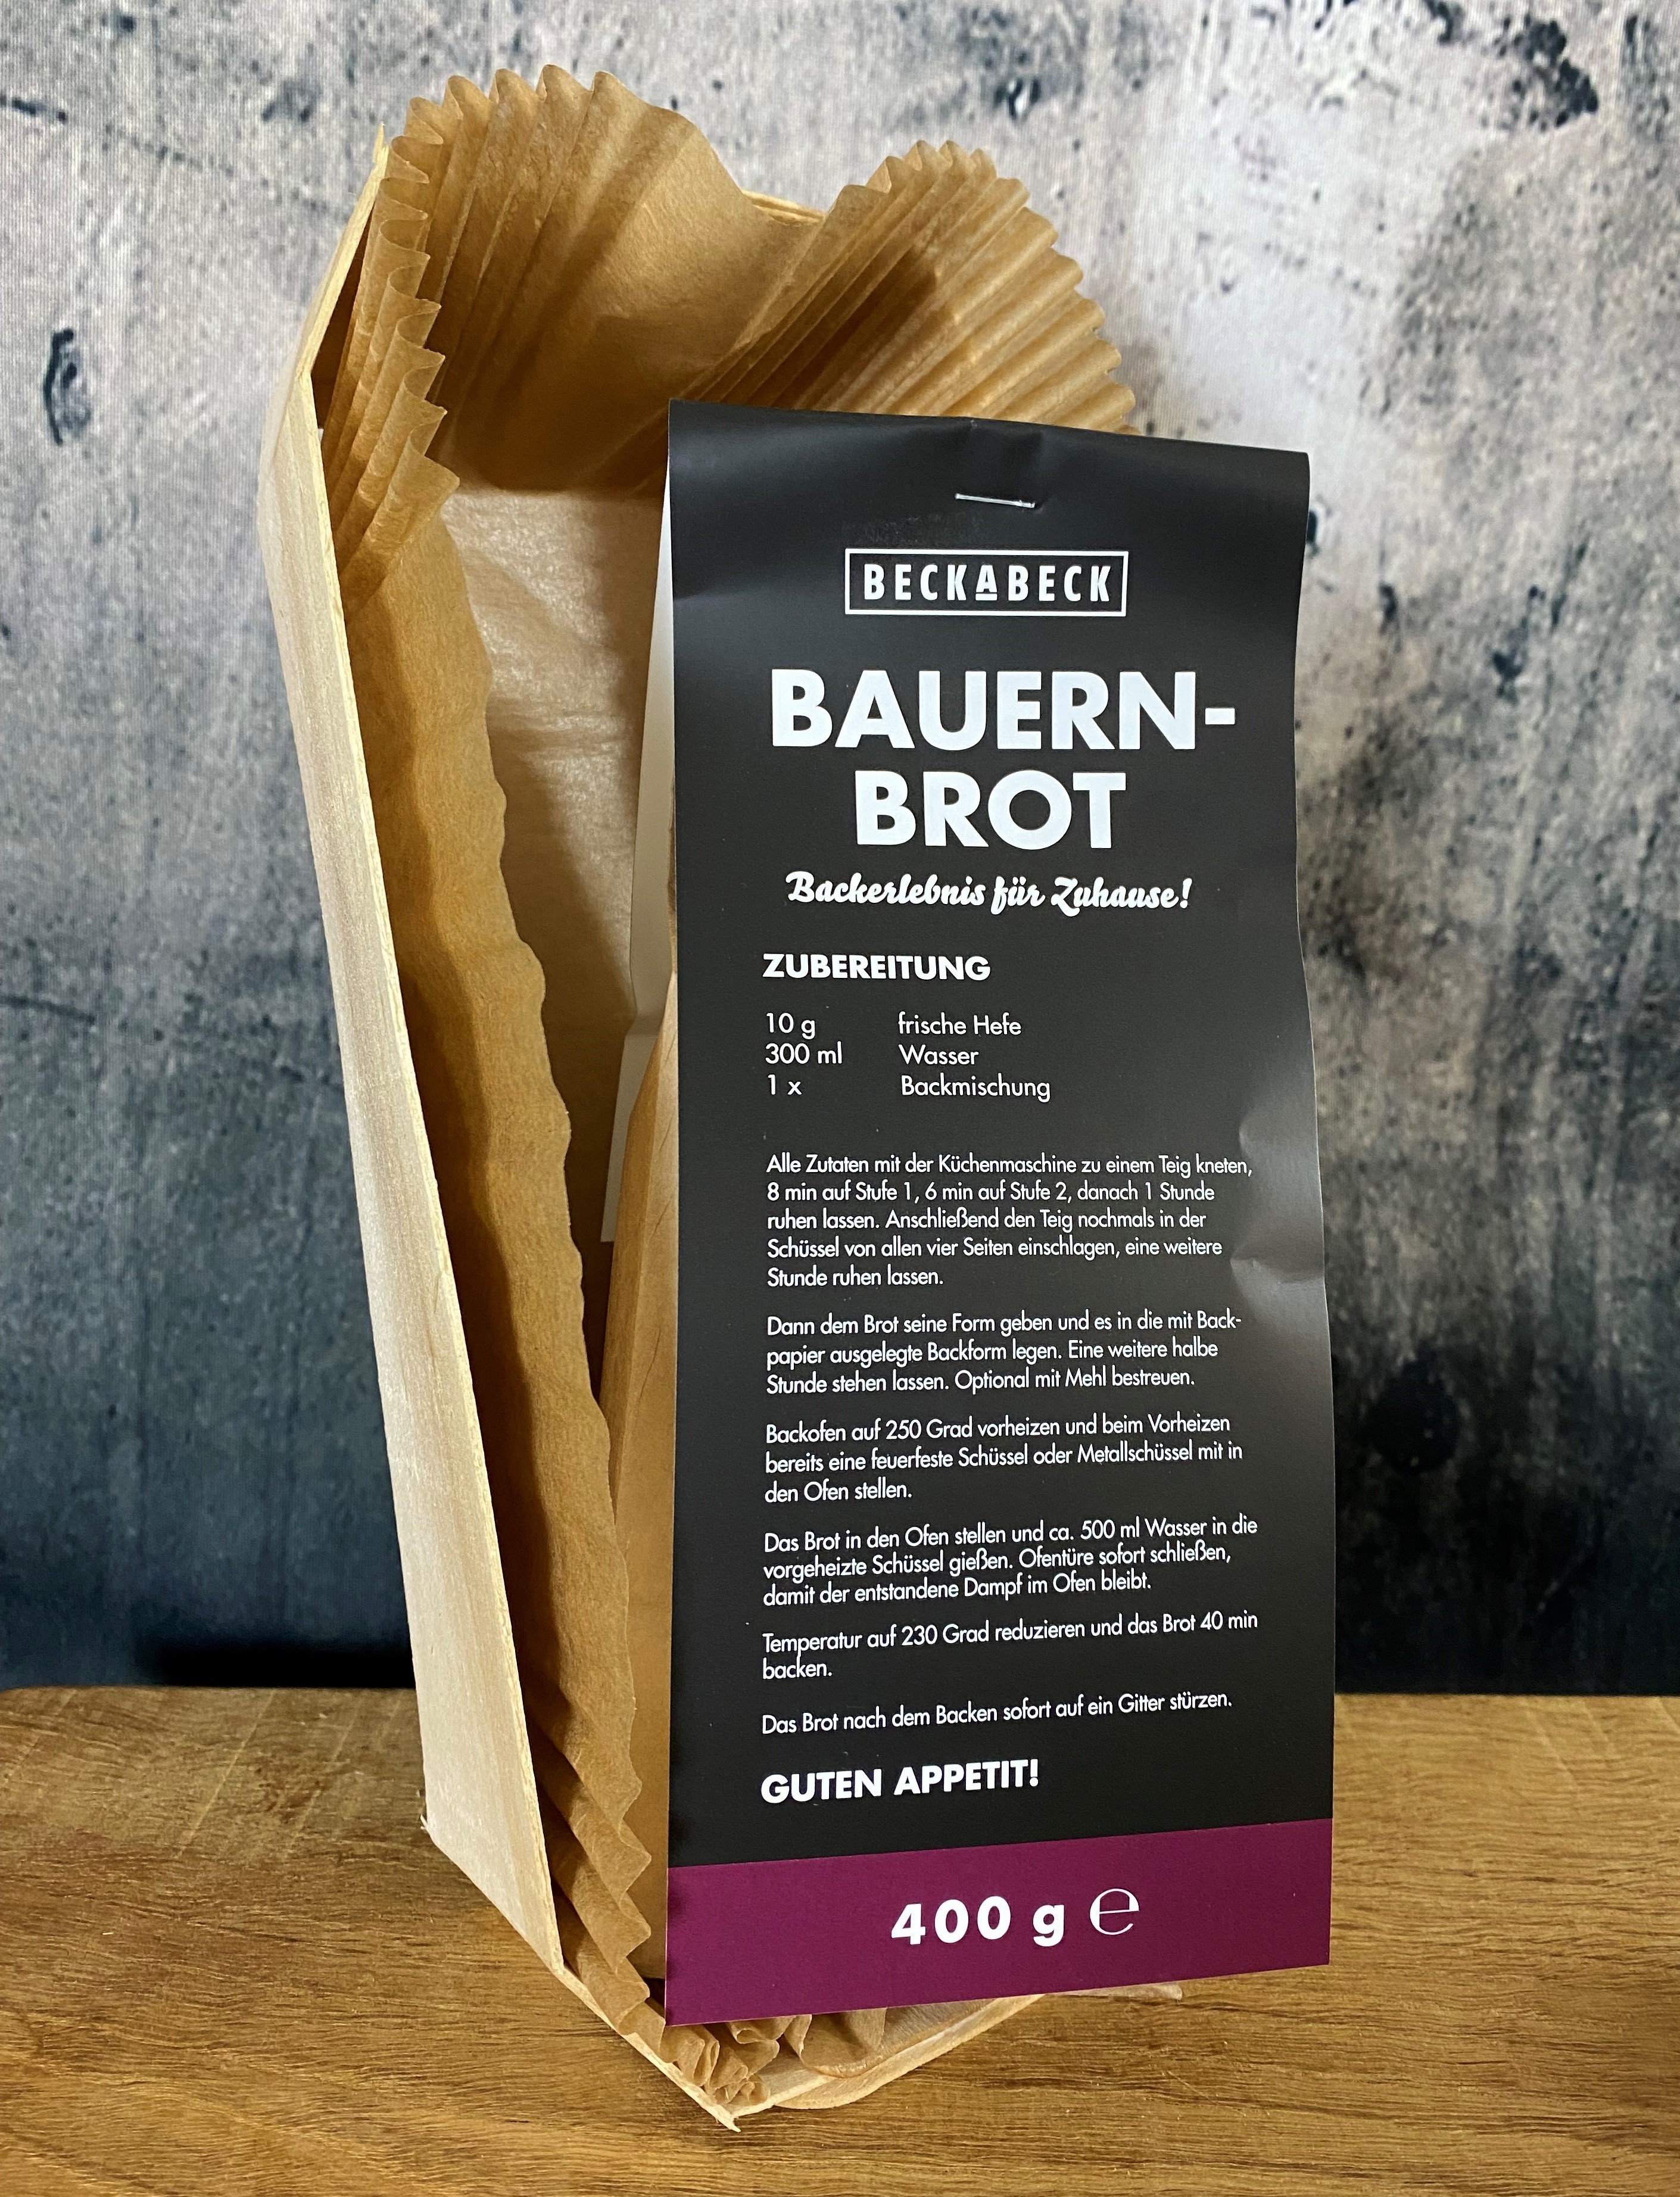 BECKABECK
BAUERN-
BROT
Backerlebnis für Zuhause!
ZUBEREITUNG
10 g frische Hefe
300 ml Wasser
1 x Backmischung
Alle Zutaten mit der Küchenmaschine zu einem Teig kneten,
8 min auf Stufe 1, 6 min auf Stufe 2, danach 1 Stunde
ruhen lassen. Anschließend den Teig nochmals in der
Schüssel von allen vier Seiten einschlagen, eine weitere
Stunde ruhen lassen.
Dann dem Brot seine Form geben und es in die mit Back-
papier ausgelegte Backform legen. Eine weitere halbe
Stunde stehen lassen. Optional mit Mehl bestreuen.
Backofen auf 250 Grad vorheizen und beim Vorheizen
bereits eine feuerfeste Schüssel oder Metallschüssel mit in
den Ofen stellen.
Das Brot in den Ofen stellen und ca. 500 ml Wasser in die
vorgeheizte Schüssel gießen. Ofentüre sofort schließen,
damit der entstandene Dampf im Ofen bleibt.
Temperatur auf 230 Grad reduzieren und das Brot 40 min
backen.
Das Brot nach dem Backen sofort auf ein Gitter stürzen.
GUTEN APPETIT!
400 g ℮